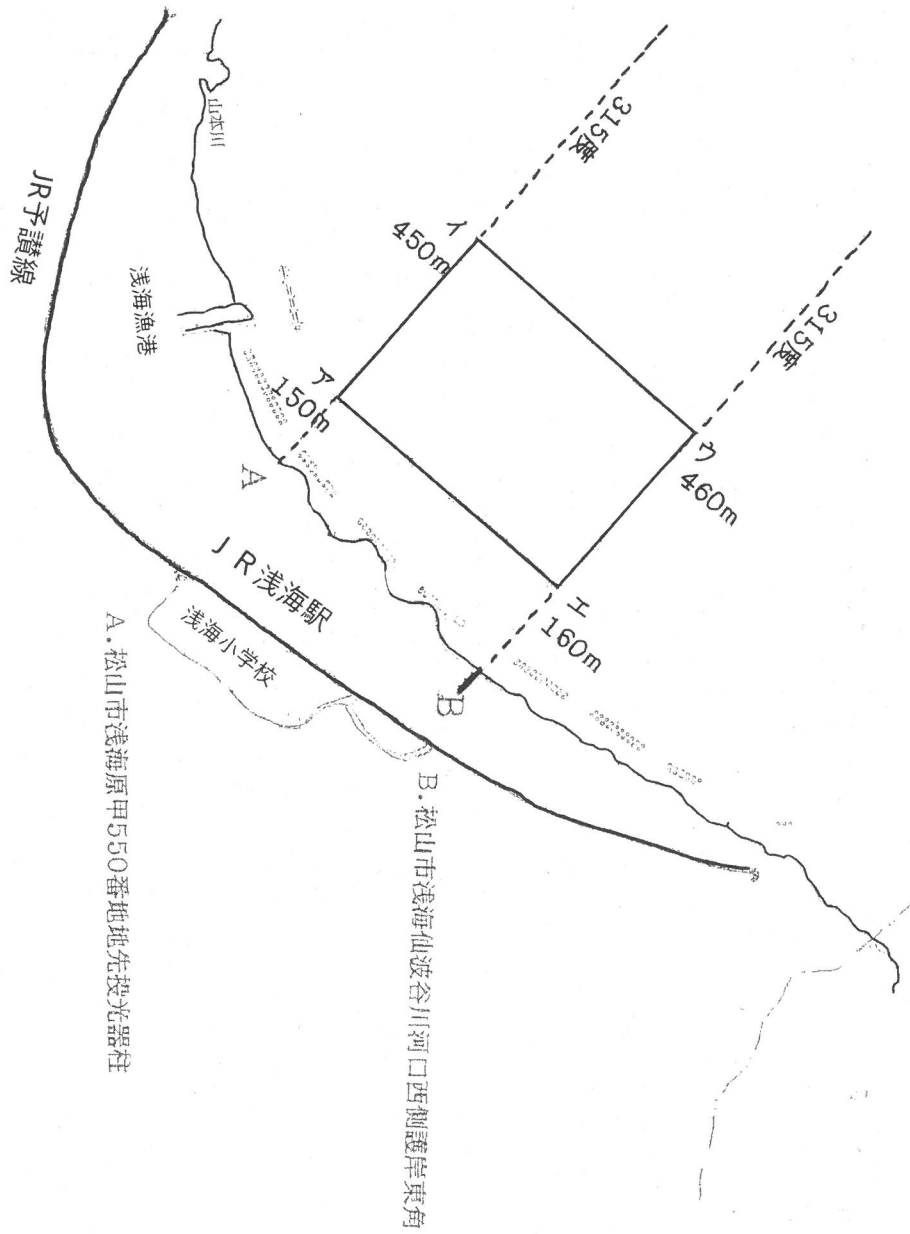 315度
315度
イ
450m
ウ
460m
ア
150m
エ
160m
山本川
JR予讃線
浅海漁港
A
JR浅海駅
浅海小学校
B
A.松山市浅海原甲550番地地先投光器柱
B.松山市浅海仙波谷川河口西側護岸東角